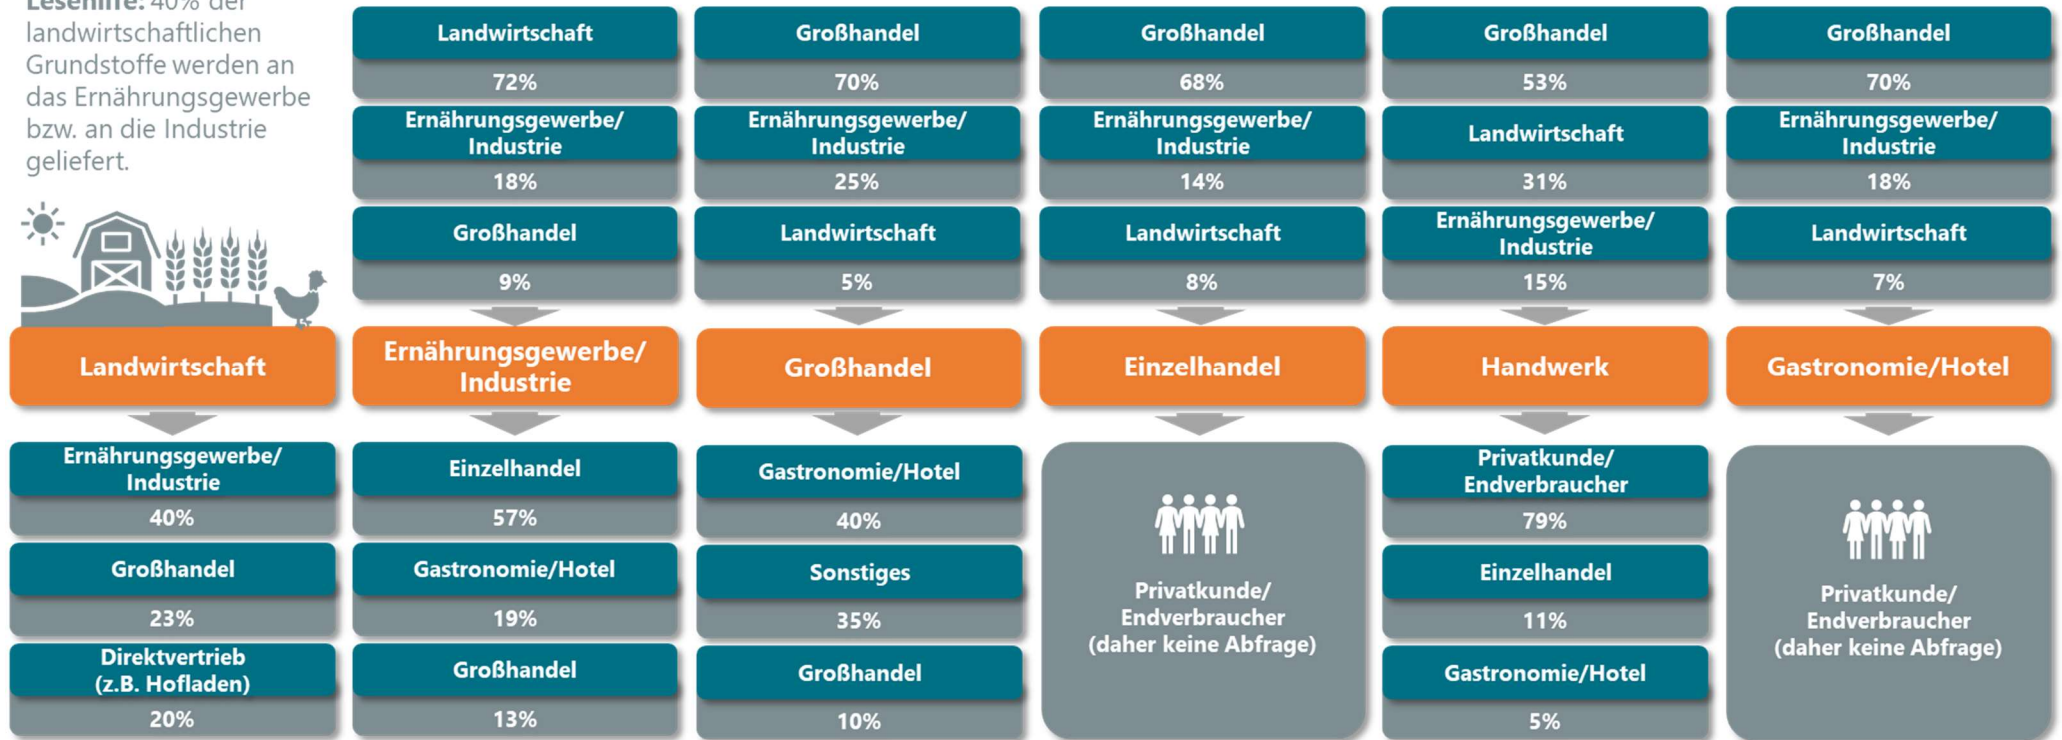 Lesehilfe: 40% der
landwirtschaftlichen
Grundstoffe werden an
das Ernährungsgewerbe
bzw. an die Industrie
geliefert.
Landwirtschaft
72%
Ernährungsgewerbe/
Industrie
18%
Großhandel
9%
Großhandel
70%
Ernährungsgewerbe/
Industrie
25%
Landwirtschaft
5%
Großhandel
68%
Ernährungsgewerbe/
Industrie
14%
Landwirtschaft
8%
Großhandel
53%
Landwirtschaft
31%
Ernährungsgewerbe/
Industrie
15%
Großhandel
70%
Ernährungsgewerbe/
Industrie
18%
Landwirtschaft
7%
Landwirtschaft
Ernährungsgewerbe/
Industrie
Großhandel
Einzelhandel
Handwerk
Gastronomie/Hotel
Ernährungsgewerbe/
Industrie
40%
Großhandel
23%
Direktvertrieb
(z.B. Hofladen)
20%
Einzelhandel
57%
Gastronomie/Hotel
19%
Großhandel
13%
Gastronomie/Hotel
40%
Sonstiges
35%
Großhandel
10%
Privatkunde/
Endverbraucher
(daher keine Abfrage)
Privatkunde/
Endverbraucher
79%
Einzelhandel
11%
Gastronomie/Hotel
5%
Privatkunde/
Endverbraucher
(daher keine Abfrage)